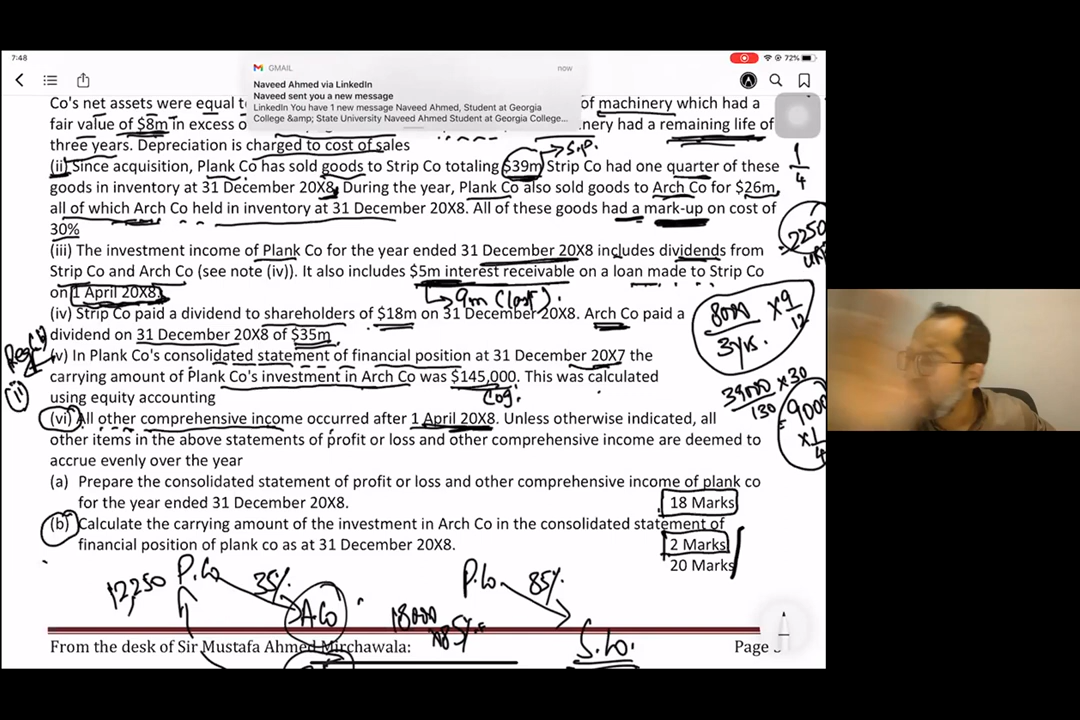 7:48
72%
GMAIL
now
Naveed Ahmed via LinkedIn
Naveed sent you a new message
LinkedIn You have 1 new message Naveed Ahmed, Student at Georgia
College &amp; State University Naveed Ahmed Student at Georgia College...
Co's net assets were equal of machinery which had a
fair value of $8m in excess o nery had a remaining life of
three years. Depreciation is charged to cost of sales
S.P.
(ii) Since acquisition, Plank Co has sold goods to Strip Co totaling $39m Strip Co had one quarter of these
1/4
goods in inventory at 31 December 20X8. During the year, Plank Co also sold goods to Arch Co for $26m,
all of which Arch Co held in inventory at 31 December 20X8. All of these goods had a mark-up on cost of
30%
= 2250
(iii) The investment income of Plank Co for the year ended 31 December 20X8 includes dividends from
Strip Co and Arch Co (see note (iv)). It also includes $5m interest receivable on a loan made to Strip Co
on 1 April 20X8.
9m (Cost).
(iv) Strip Co paid a dividend to shareholders of $18m on 31 December 20X8. Arch Co paid a
8000 x 9/12
dividend on 31 December 20X8 of $35m.
3yrs.
(v) In Plank Co's consolidated statement of financial position at 31 December 20X7 the
(i)
carrying amount of Plank Co's investment in Arch Co was $145,000. This was calculated
39000 x 30
130
using equity accounting
= 9000
x 1/4
(vi) All other comprehensive income occurred after 1 April 20X8. Unless otherwise indicated, all
other items in the above statements of profit or loss and other comprehensive income are deemed to
accrue evenly over the year
(a) Prepare the consolidated statement of profit or loss and other comprehensive income of plank co
for the year ended 31 December 20X8. 18 Marks
(b) Calculate the carrying amount of the investment in Arch Co in the consolidated statement of
financial position of plank co as at 31 December 20X8. 2 Marks
20 Marks
12,250 P.Co 35% A Co
P.Co 85% S.Co.
18000
x85%=
From the desk of Sir Mustafa Ahmed Mirchawala: Page